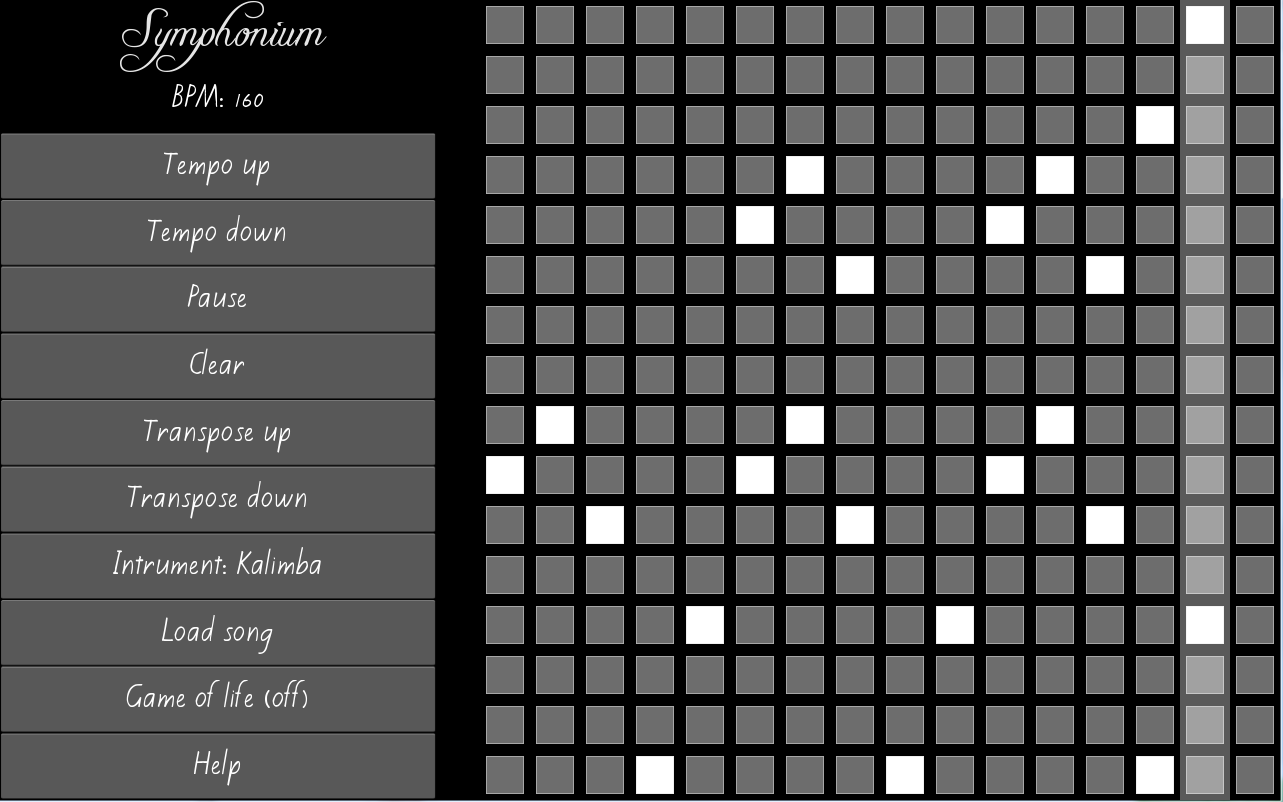 Symphonium
BPM: 160
Tempo up
Tempo down
Pause
Clear
Transpose up
Transpose down
Intrument: Kalimba
Load song
Game of life (off)
Help